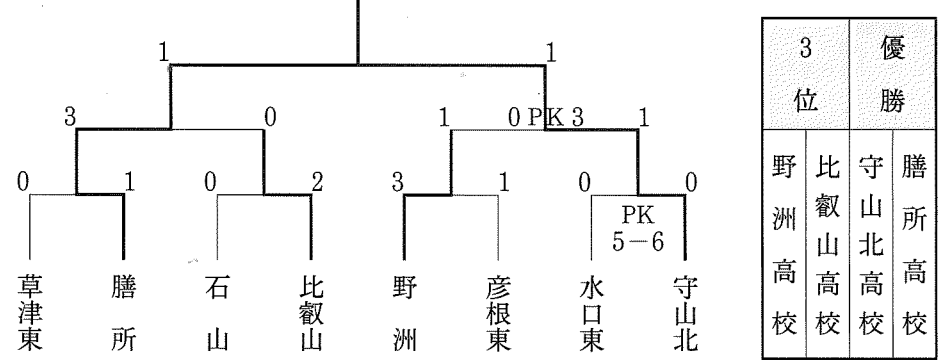 1 1
3 0 1 0 PK 3 1
0 1 0 2 3 1 0 0
PK
5-6
草津東 膳所 石山 比叡山 野洲 彦根東 水口東 守山北
優勝
膳所高校
守山北高校
3位
比叡山高校
野洲高校